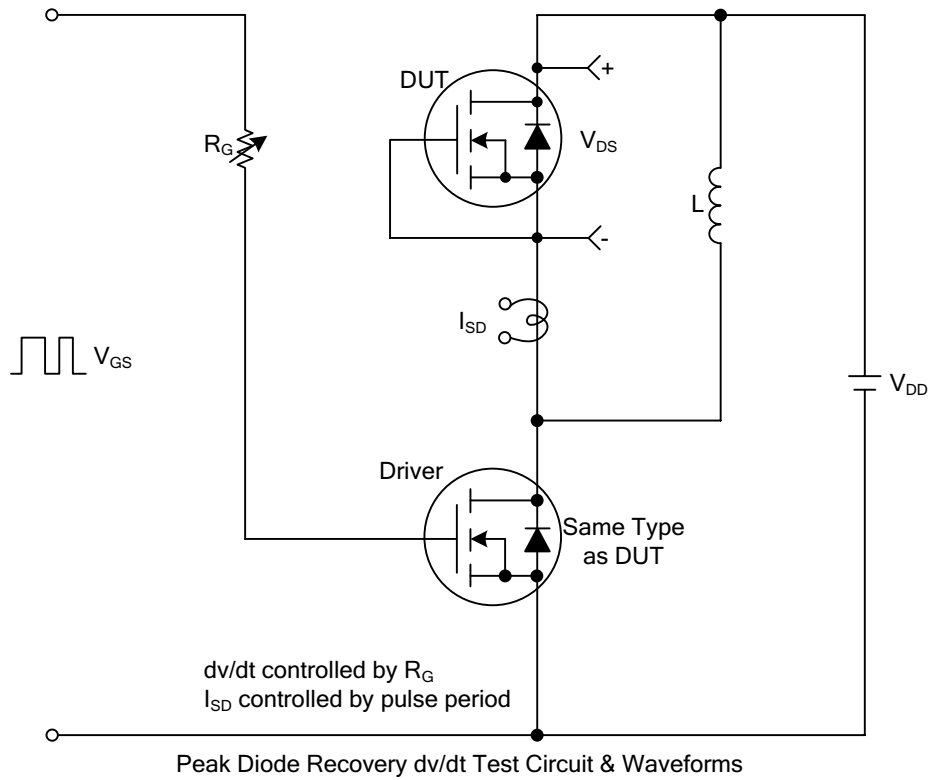 DUT
+
R_G
V_DS
L
-
I_SD
V_GS
V_DD
Driver
Same Type
as DUT
dv/dt controlled by R_G
I_SD controlled by pulse period
Peak Diode Recovery dv/dt Test Circuit & Waveforms